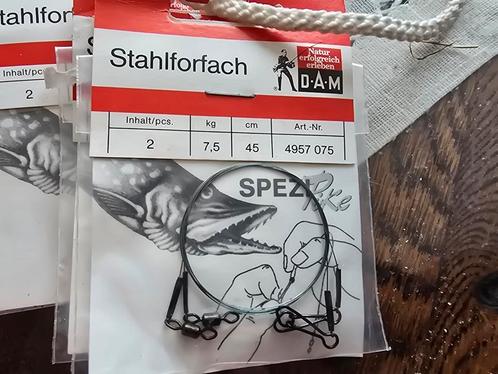 Stahlforfach
Natur
erfolgreich
erleben
D·A·M
®
Inhalt/pcs. kg cm Art.-Nr.
2 7,5 45 4957 075
SPEZI
Pike
Stahlforfach
Inhalt/pcs.
2